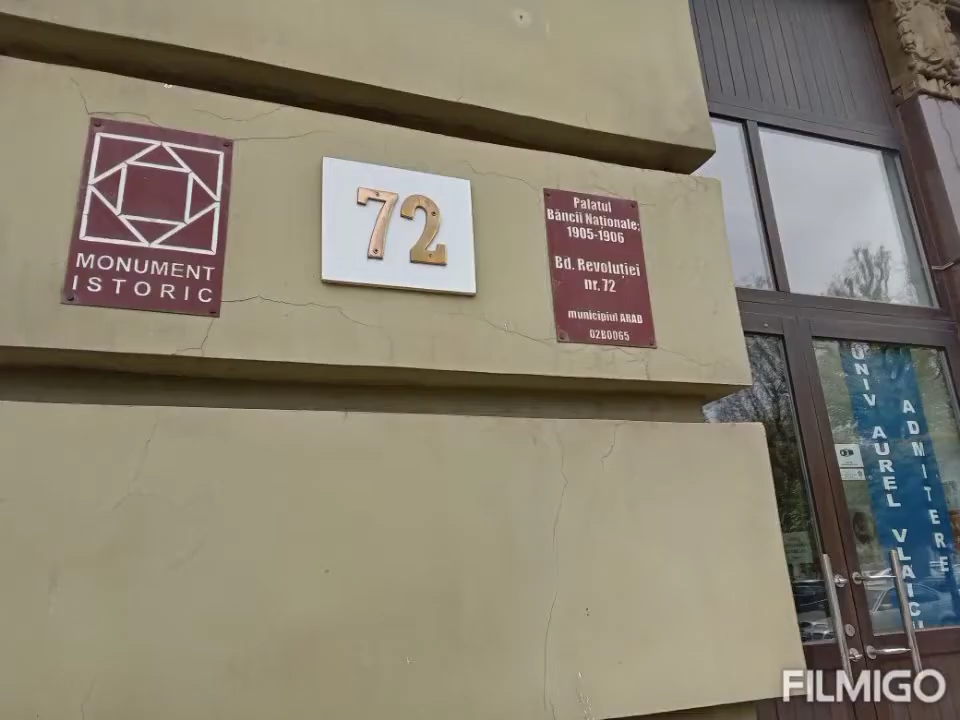 MONUMENT
ISTORIC
72
Palatul
Băncii Naționale;
1905-1906
Bd. Revoluției
nr. 72
municipiul ARAD
02B0065
UNIV AUREL VLAICU
ADMITERE
FILMIGO